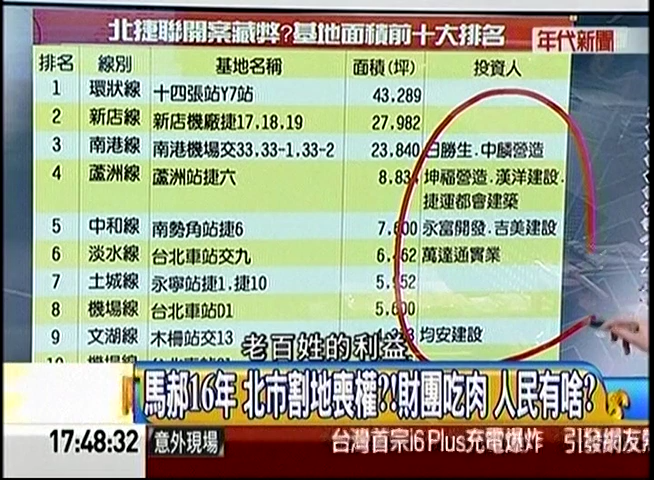 北捷聯開案藏弊?基地面積前十大排名
年代新聞
排名 線別 基地名稱 面積(坪) 投資人
1 環狀線 十四張站Y7站 43.289
2 新店線 新店機廠捷17.18.19 27,982
3 南港線 南港機場交33.33-1.33-2 23.840 日勝生.中麟營造
4 蘆洲線 蘆洲站捷六 8.834 坤福營造.漢洋建設.
捷運都會建築
5 中和線 南勢角站捷6 永富開發.吉美建設
6 淡水線 台北車站交九 萬達通實業
7 土城線 永寧站捷1.捷10
8 機場線 台北車站D1 5.600
9 文湖線 木柵站交13 均安建設
老百姓的利益
馬郝16年 北市割地喪權?!財團吃肉 人民有啥?
17:48:32 意外現場 台灣首宗i6 Plus充電爆炸 引發網友